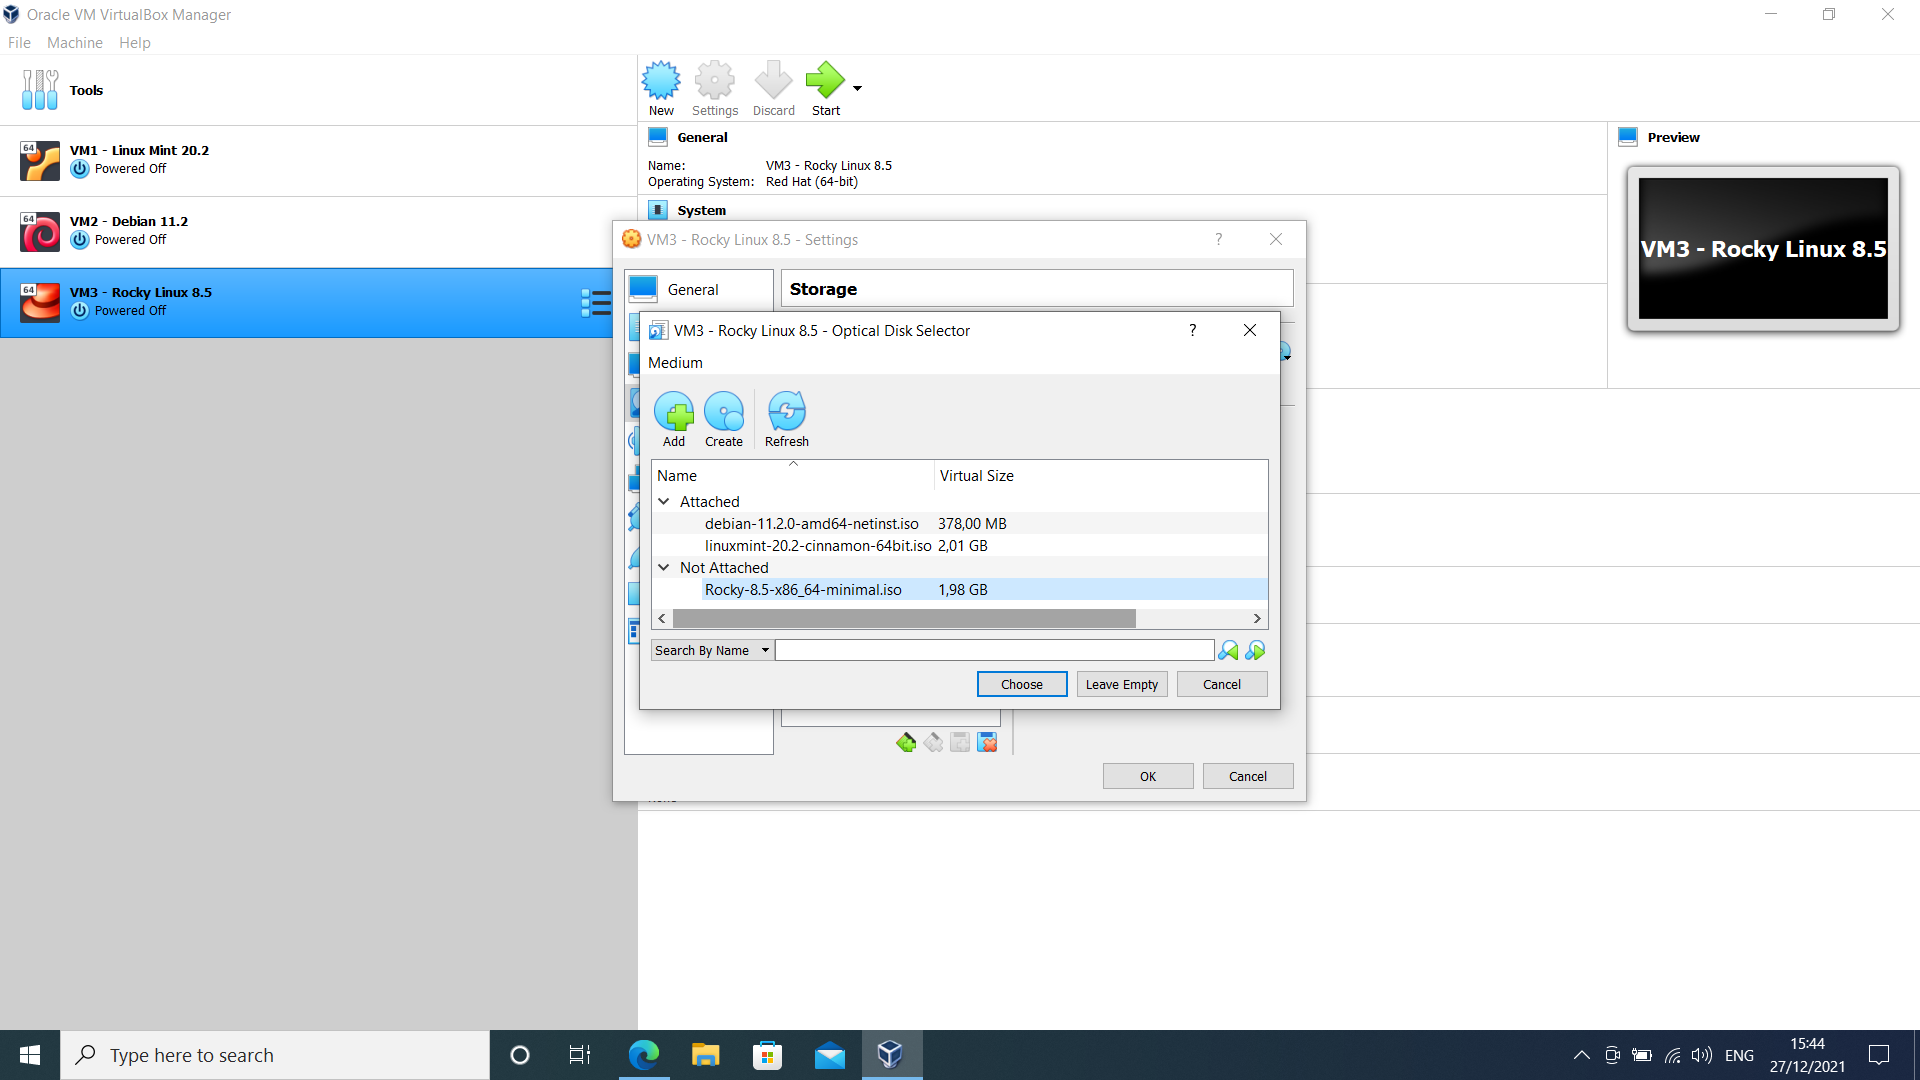 Oracle VM VirtualBox Manager
File Machine Help
Tools
64
VM1 - Linux Mint 20.2
Powered Off
64
VM2 - Debian 11.2
Powered Off
64
VM3 - Rocky Linux 8.5
Powered Off
New Settings Discard Start
General
Name: VM3 - Rocky Linux 8.5
Operating System: Red Hat (64-bit)
System
Preview
VM3 - Rocky Linux 8.5
VM3 - Rocky Linux 8.5 - Settings ?
General
Storage
VM3 - Rocky Linux 8.5 - Optical Disk Selector ?
Medium
Add Create Refresh
Name Virtual Size
Attached
debian-11.2.0-amd64-netinst.iso 378,00 MB
linuxmint-20.2-cinnamon-64bit.iso 2,01 GB
Not Attached
Rocky-8.5-x86_64-minimal.iso 1,98 GB
Search By Name
Choose Leave Empty Cancel
OK Cancel
Type here to search
ENG
15:44
27/12/2021